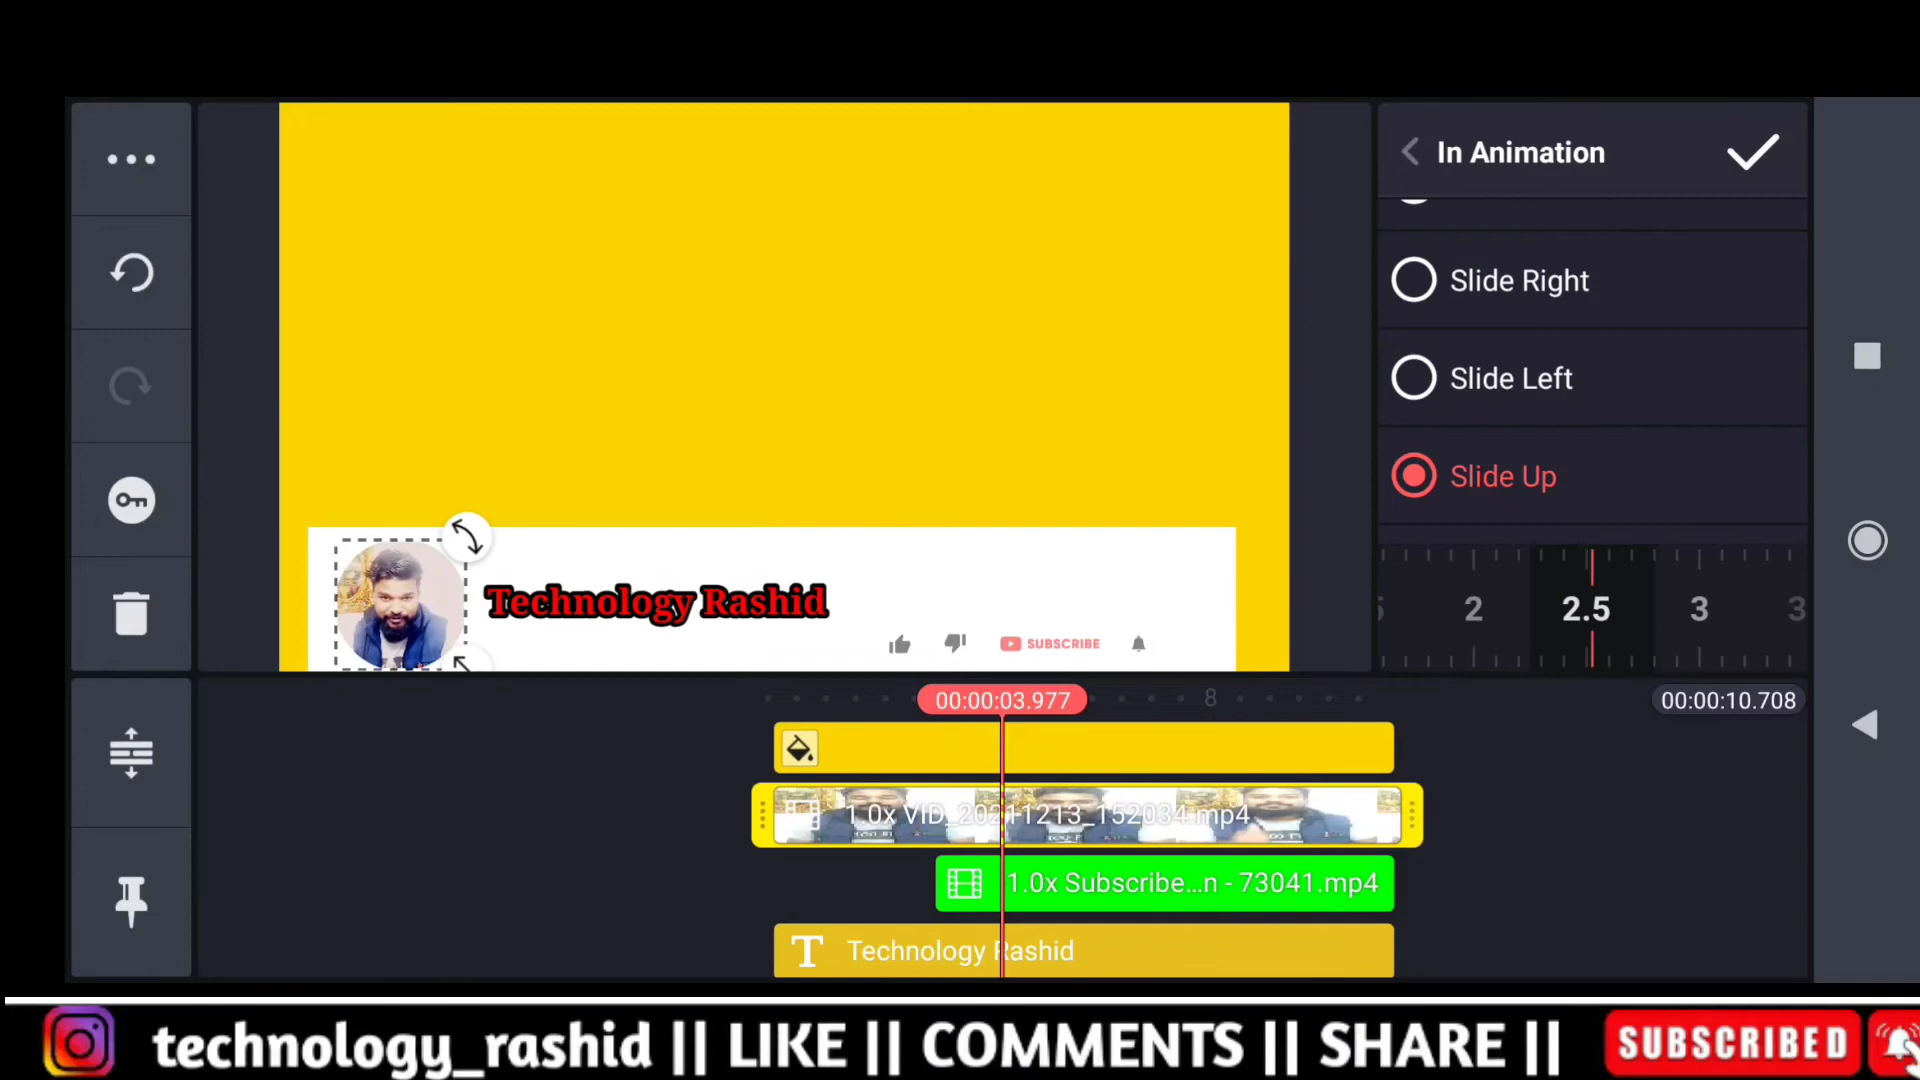 In Animation
Slide Right
Slide Left
Slide Up
2 2.5 3 3
Technology Rashid
SUBSCRIBE
00:00:03.977
8
00:00:10.708
1.0x VID_20211213_152034.mp4
1.0x Subscribe...n - 73041.mp4
T Technology Rashid
technology_rashid || LIKE || COMMENTS || SHARE || SUBSCRIBED